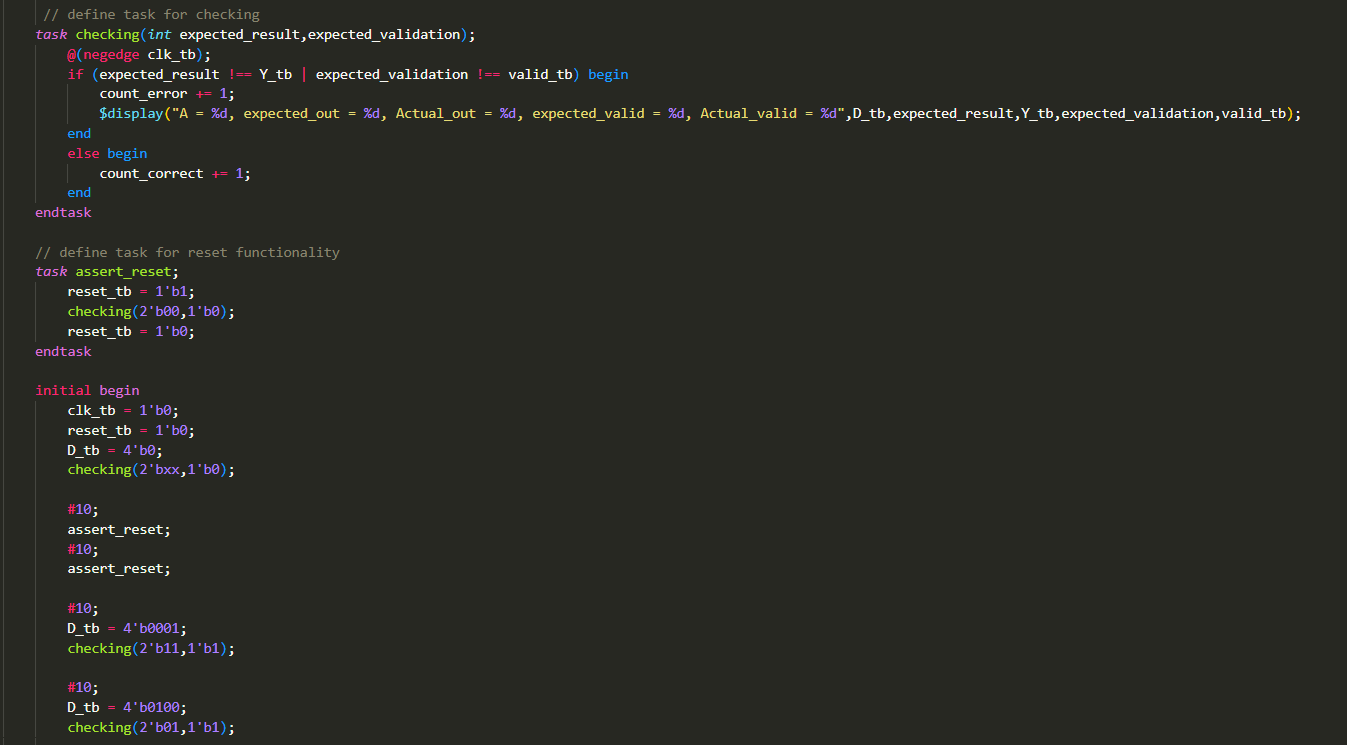 // define task for checking
task checking(int expected_result,expected_validation);
@(negedge clk_tb);
if (expected_result !== Y_tb | expected_validation !== valid_tb) begin
count_error += 1;
$display("A = %d, expected_out = %d, Actual_out = %d, expected_valid = %d, Actual_valid = %d",D_tb,expected_result,Y_tb,expected_validation,valid_tb);
end
else begin
count_correct += 1;
end
endtask
// define task for reset functionality
task assert_reset;
reset_tb = 1'b1;
checking(2'b00,1'b0);
reset_tb = 1'b0;
endtask
initial begin
clk_tb = 1'b0;
reset_tb = 1'b0;
D_tb = 4'b0;
checking(2'bxx,1'b0);
#10;
assert_reset;
#10;
assert_reset;
#10;
D_tb = 4'b0001;
checking(2'b11,1'b1);
#10;
D_tb = 4'b0100;
checking(2'b01,1'b1);